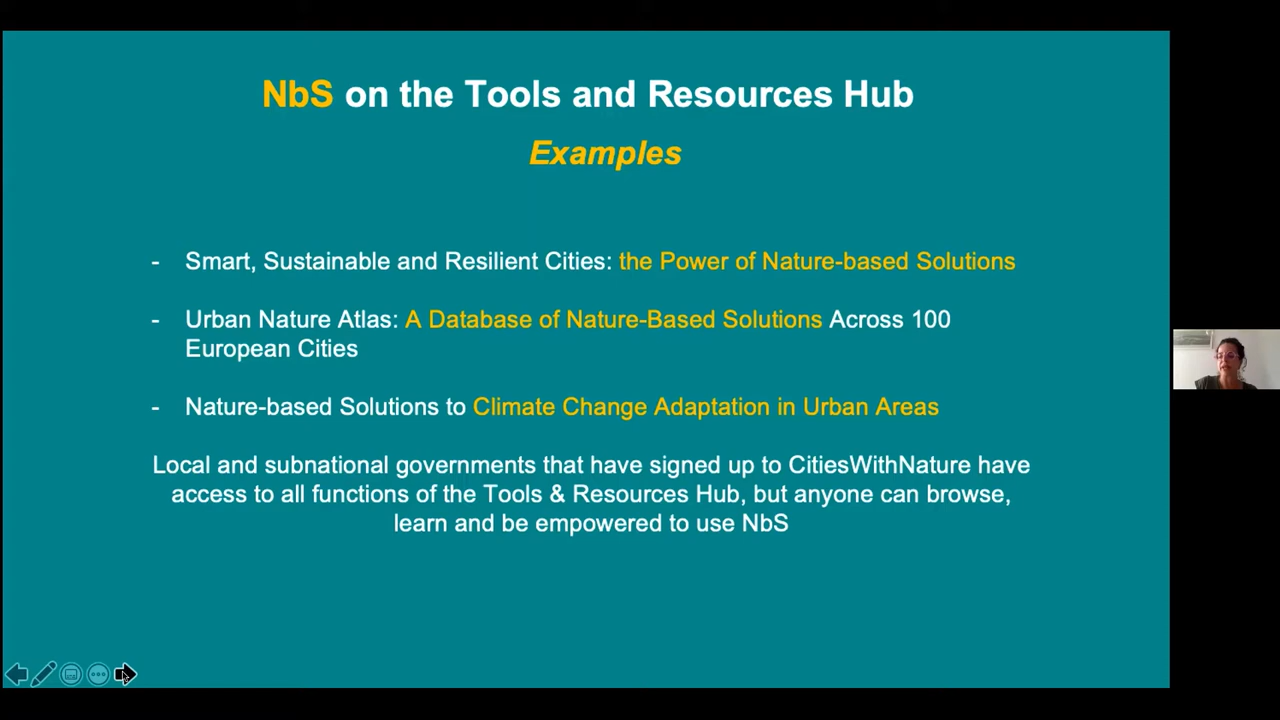 NbS on the Tools and Resources Hub
Examples
- Smart, Sustainable and Resilient Cities: the Power of Nature-based Solutions
- Urban Nature Atlas: A Database of Nature-Based Solutions Across 100
European Cities
- Nature-based Solutions to Climate Change Adaptation in Urban Areas
Local and subnational governments that have signed up to CitiesWithNature have
access to all functions of the Tools & Resources Hub, but anyone can browse,
learn and be empowered to use NbS